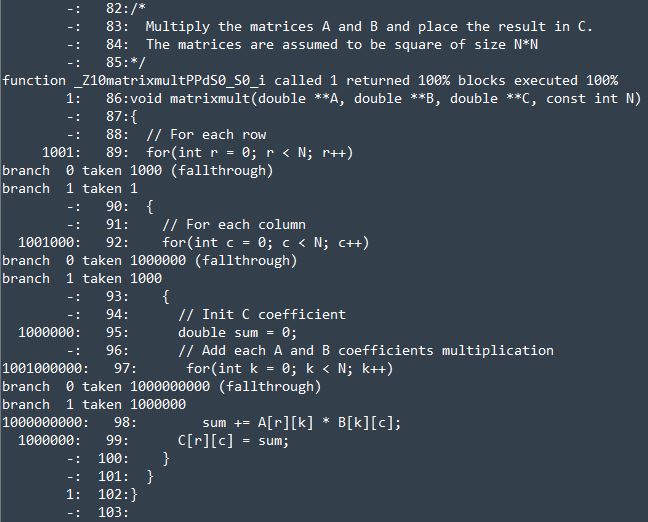 -: 82:/*
-: 83: Multiply the matrices A and B and place the result in C.
-: 84: The matrices are assumed to be square of size N*N
-: 85:*/
function _Z10matrixmultPPdS0_S0_i called 1 returned 100% blocks executed 100%
1: 86:void matrixmult(double **A, double **B, double **C, const int N)
-: 87:{
-: 88: // For each row
1001: 89: for(int r = 0; r < N; r++)
branch 0 taken 1000 (fallthrough)
branch 1 taken 1
-: 90: {
-: 91: // For each column
1001000: 92: for(int c = 0; c < N; c++)
branch 0 taken 1000000 (fallthrough)
branch 1 taken 1000
-: 93: {
-: 94: // Init C coefficient
1000000: 95: double sum = 0;
-: 96: // Add each A and B coefficients multiplication
1001000000: 97: for(int k = 0; k < N; k++)
branch 0 taken 1000000000 (fallthrough)
branch 1 taken 1000000
1000000000: 98: sum += A[r][k] * B[k][c];
1000000: 99: C[r][c] = sum;
-: 100: }
-: 101: }
1: 102:}
-: 103: